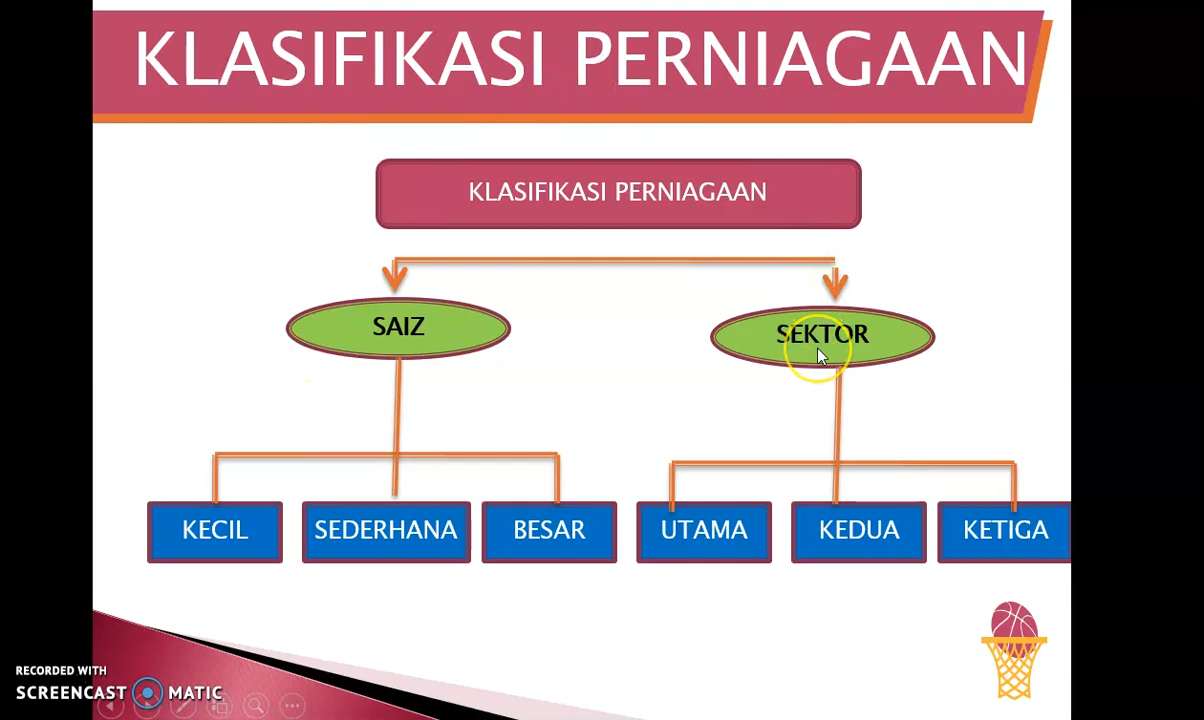 KLASIFIKASI PERNIAGAAN
KLASIFIKASI PERNIAGAAN
SAIZ
SEKTOR
KECIL
SEDERHANA
BESAR
UTAMA
KEDUA
KETIGA
RECORDED WITH
SCREENCAST MATIC